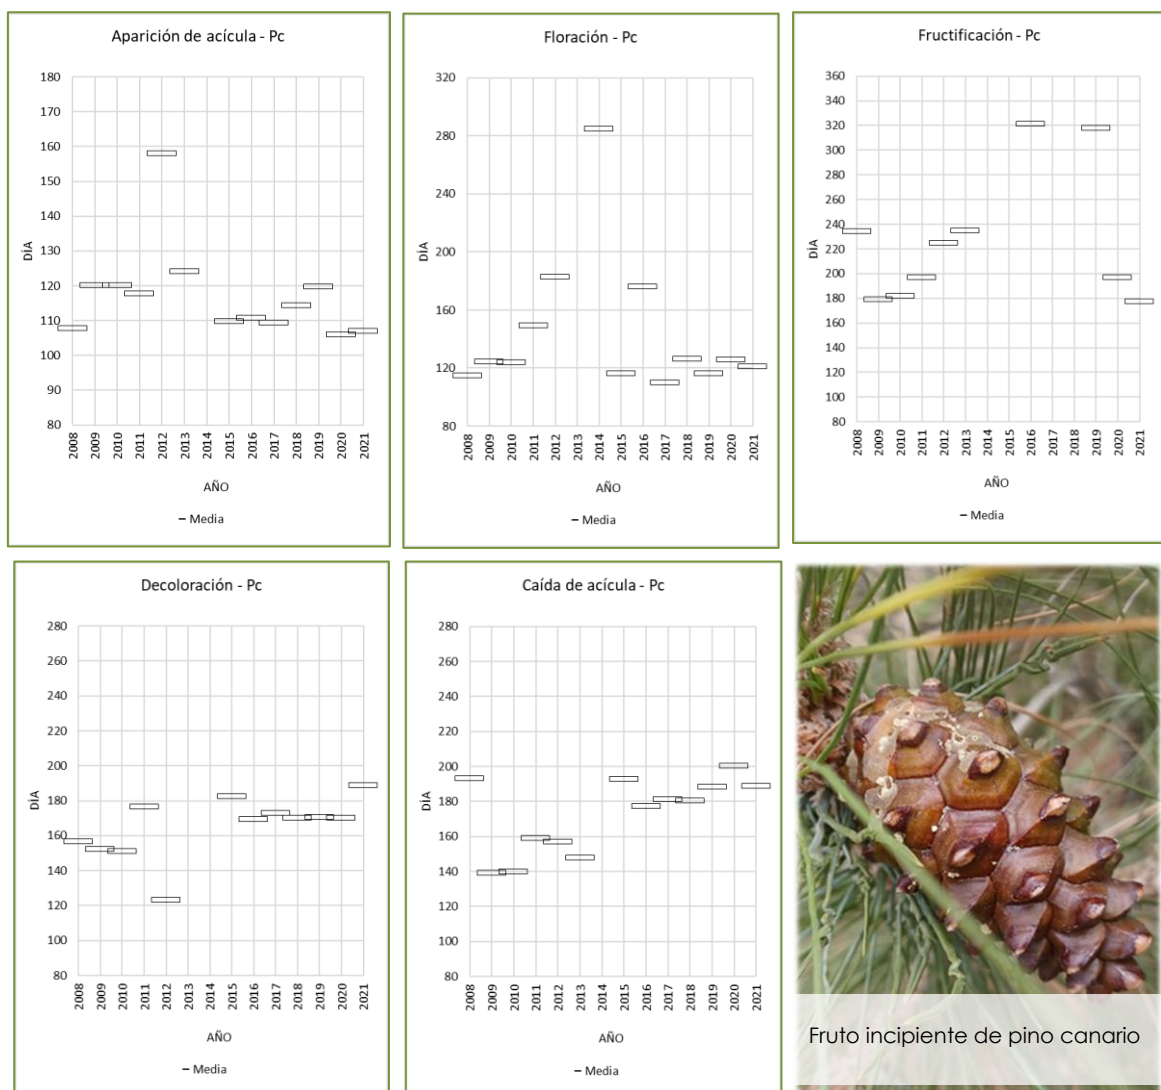 Aparición de acícula - Pc
180
170
160
150
140
130
120
110
100
90
80
DÍA
2008 2009 2010 2011 2012 2013 2014 2015 2016 2017 2018 2019 2020 2021
AÑO
– Media
Floración - Pc
320
280
240
200
160
120
80
DÍA
2008 2009 2010 2011 2012 2013 2014 2015 2016 2017 2018 2019 2020 2021
AÑO
– Media
Fructificación - Pc
360
340
320
300
280
260
240
220
200
180
160
140
120
100
80
DÍA
2008 2009 2010 2011 2012 2013 2014 2015 2016 2017 2018 2019 2020 2021
AÑO
– Media
Decoloración - Pc
280
260
240
220
200
180
160
140
120
100
80
DÍA
2008 2009 2010 2011 2012 2013 2014 2015 2016 2017 2018 2019 2020 2021
AÑO
– Media
Caída de acícula - Pc
280
260
240
220
200
180
160
140
120
100
80
DÍA
2008 2009 2010 2011 2012 2013 2014 2015 2016 2017 2018 2019 2020 2021
AÑO
– Media
Fruto incipiente de pino canario